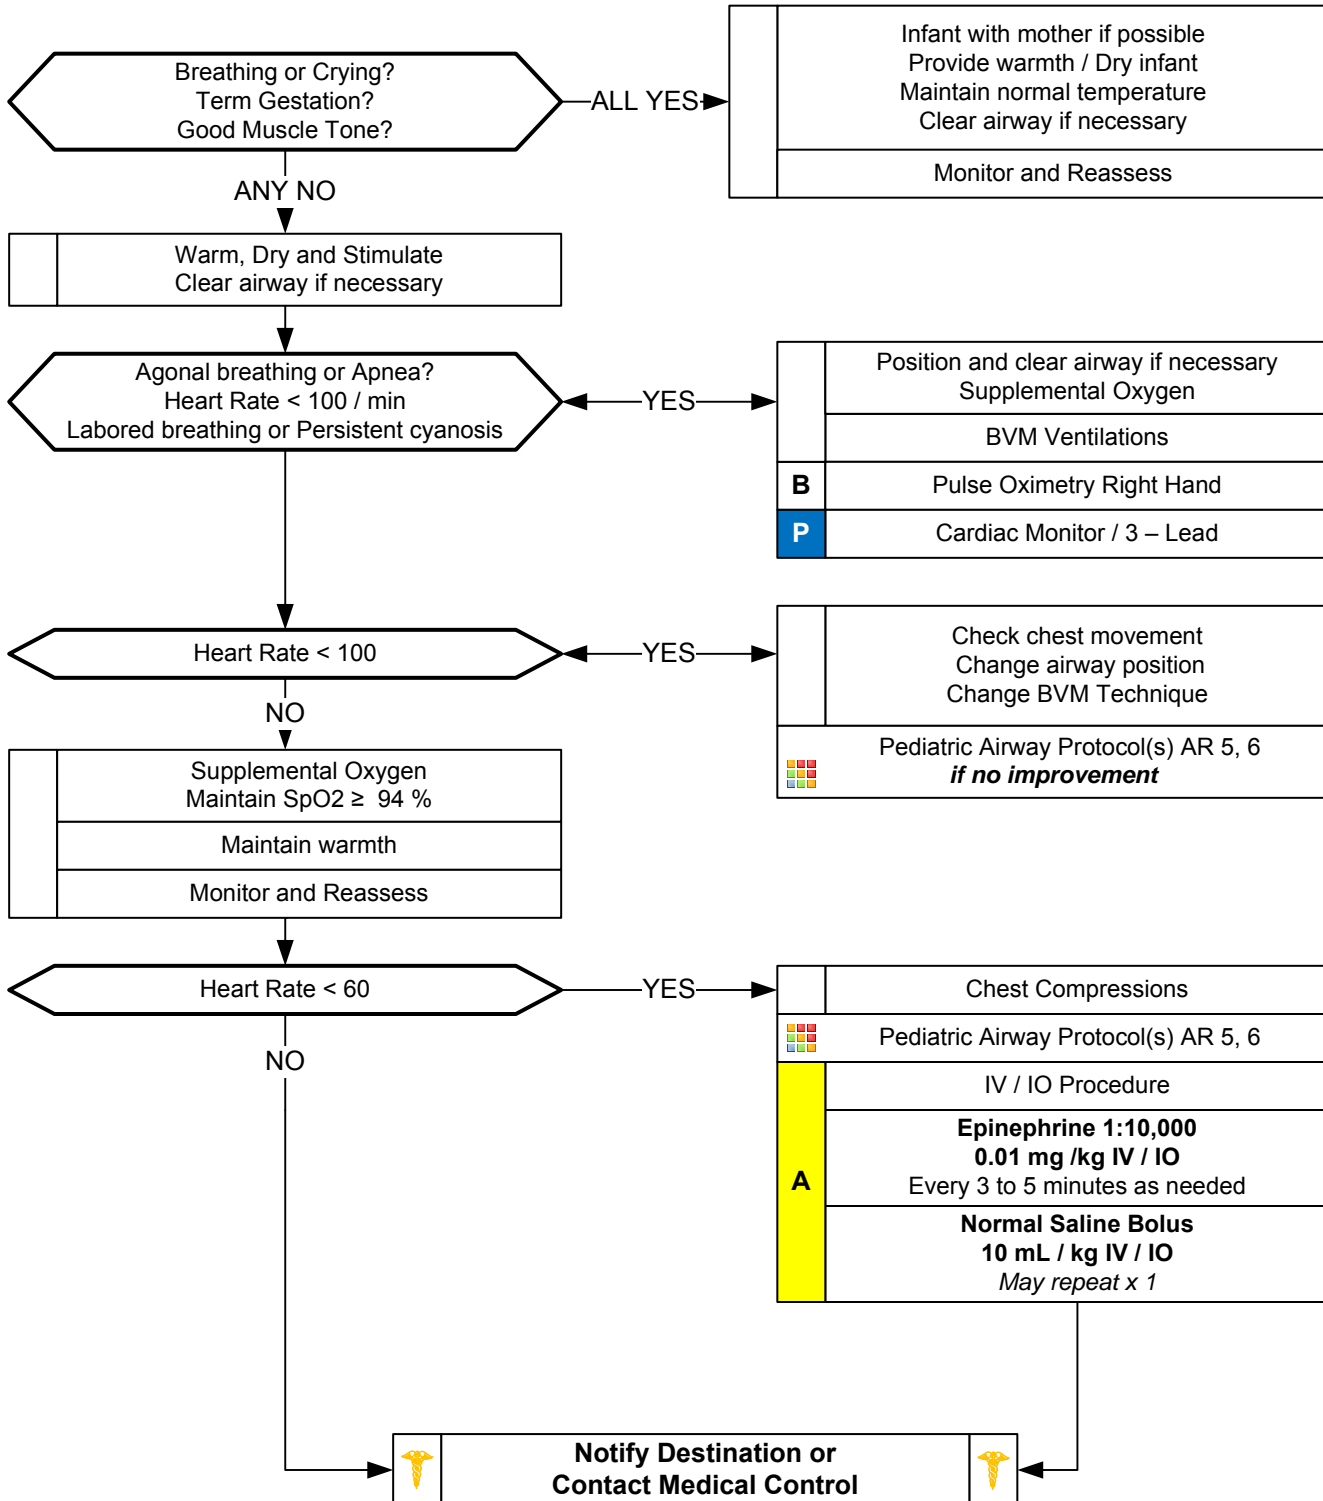 Breathing or Crying?
Term Gestation?
Good Muscle Tone?
ALL YES
Infant with mother if possible
Provide warmth / Dry infant
Maintain normal temperature
Clear airway if necessary
Monitor and Reassess
ANY NO
Warm, Dry and Stimulate
Clear airway if necessary
Agonal breathing or Apnea?
Heart Rate < 100 / min
Labored breathing or Persistent cyanosis
YES
Position and clear airway if necessary
Supplemental Oxygen
BVM Ventilations
B
Pulse Oximetry Right Hand
P
Cardiac Monitor / 3 – Lead
Heart Rate < 100
YES
Check chest movement
Change airway position
Change BVM Technique
Pediatric Airway Protocol(s) AR 5, 6
if no improvement
NO
Supplemental Oxygen
Maintain SpO2 ≥ 94 %
Maintain warmth
Monitor and Reassess
Heart Rate < 60
YES
Chest Compressions
Pediatric Airway Protocol(s) AR 5, 6
A
IV / IO Procedure
Epinephrine 1:10,000
0.01 mg /kg IV / IO
Every 3 to 5 minutes as needed
Normal Saline Bolus
10 mL / kg IV / IO
May repeat x 1
NO
Notify Destination or
Contact Medical Control